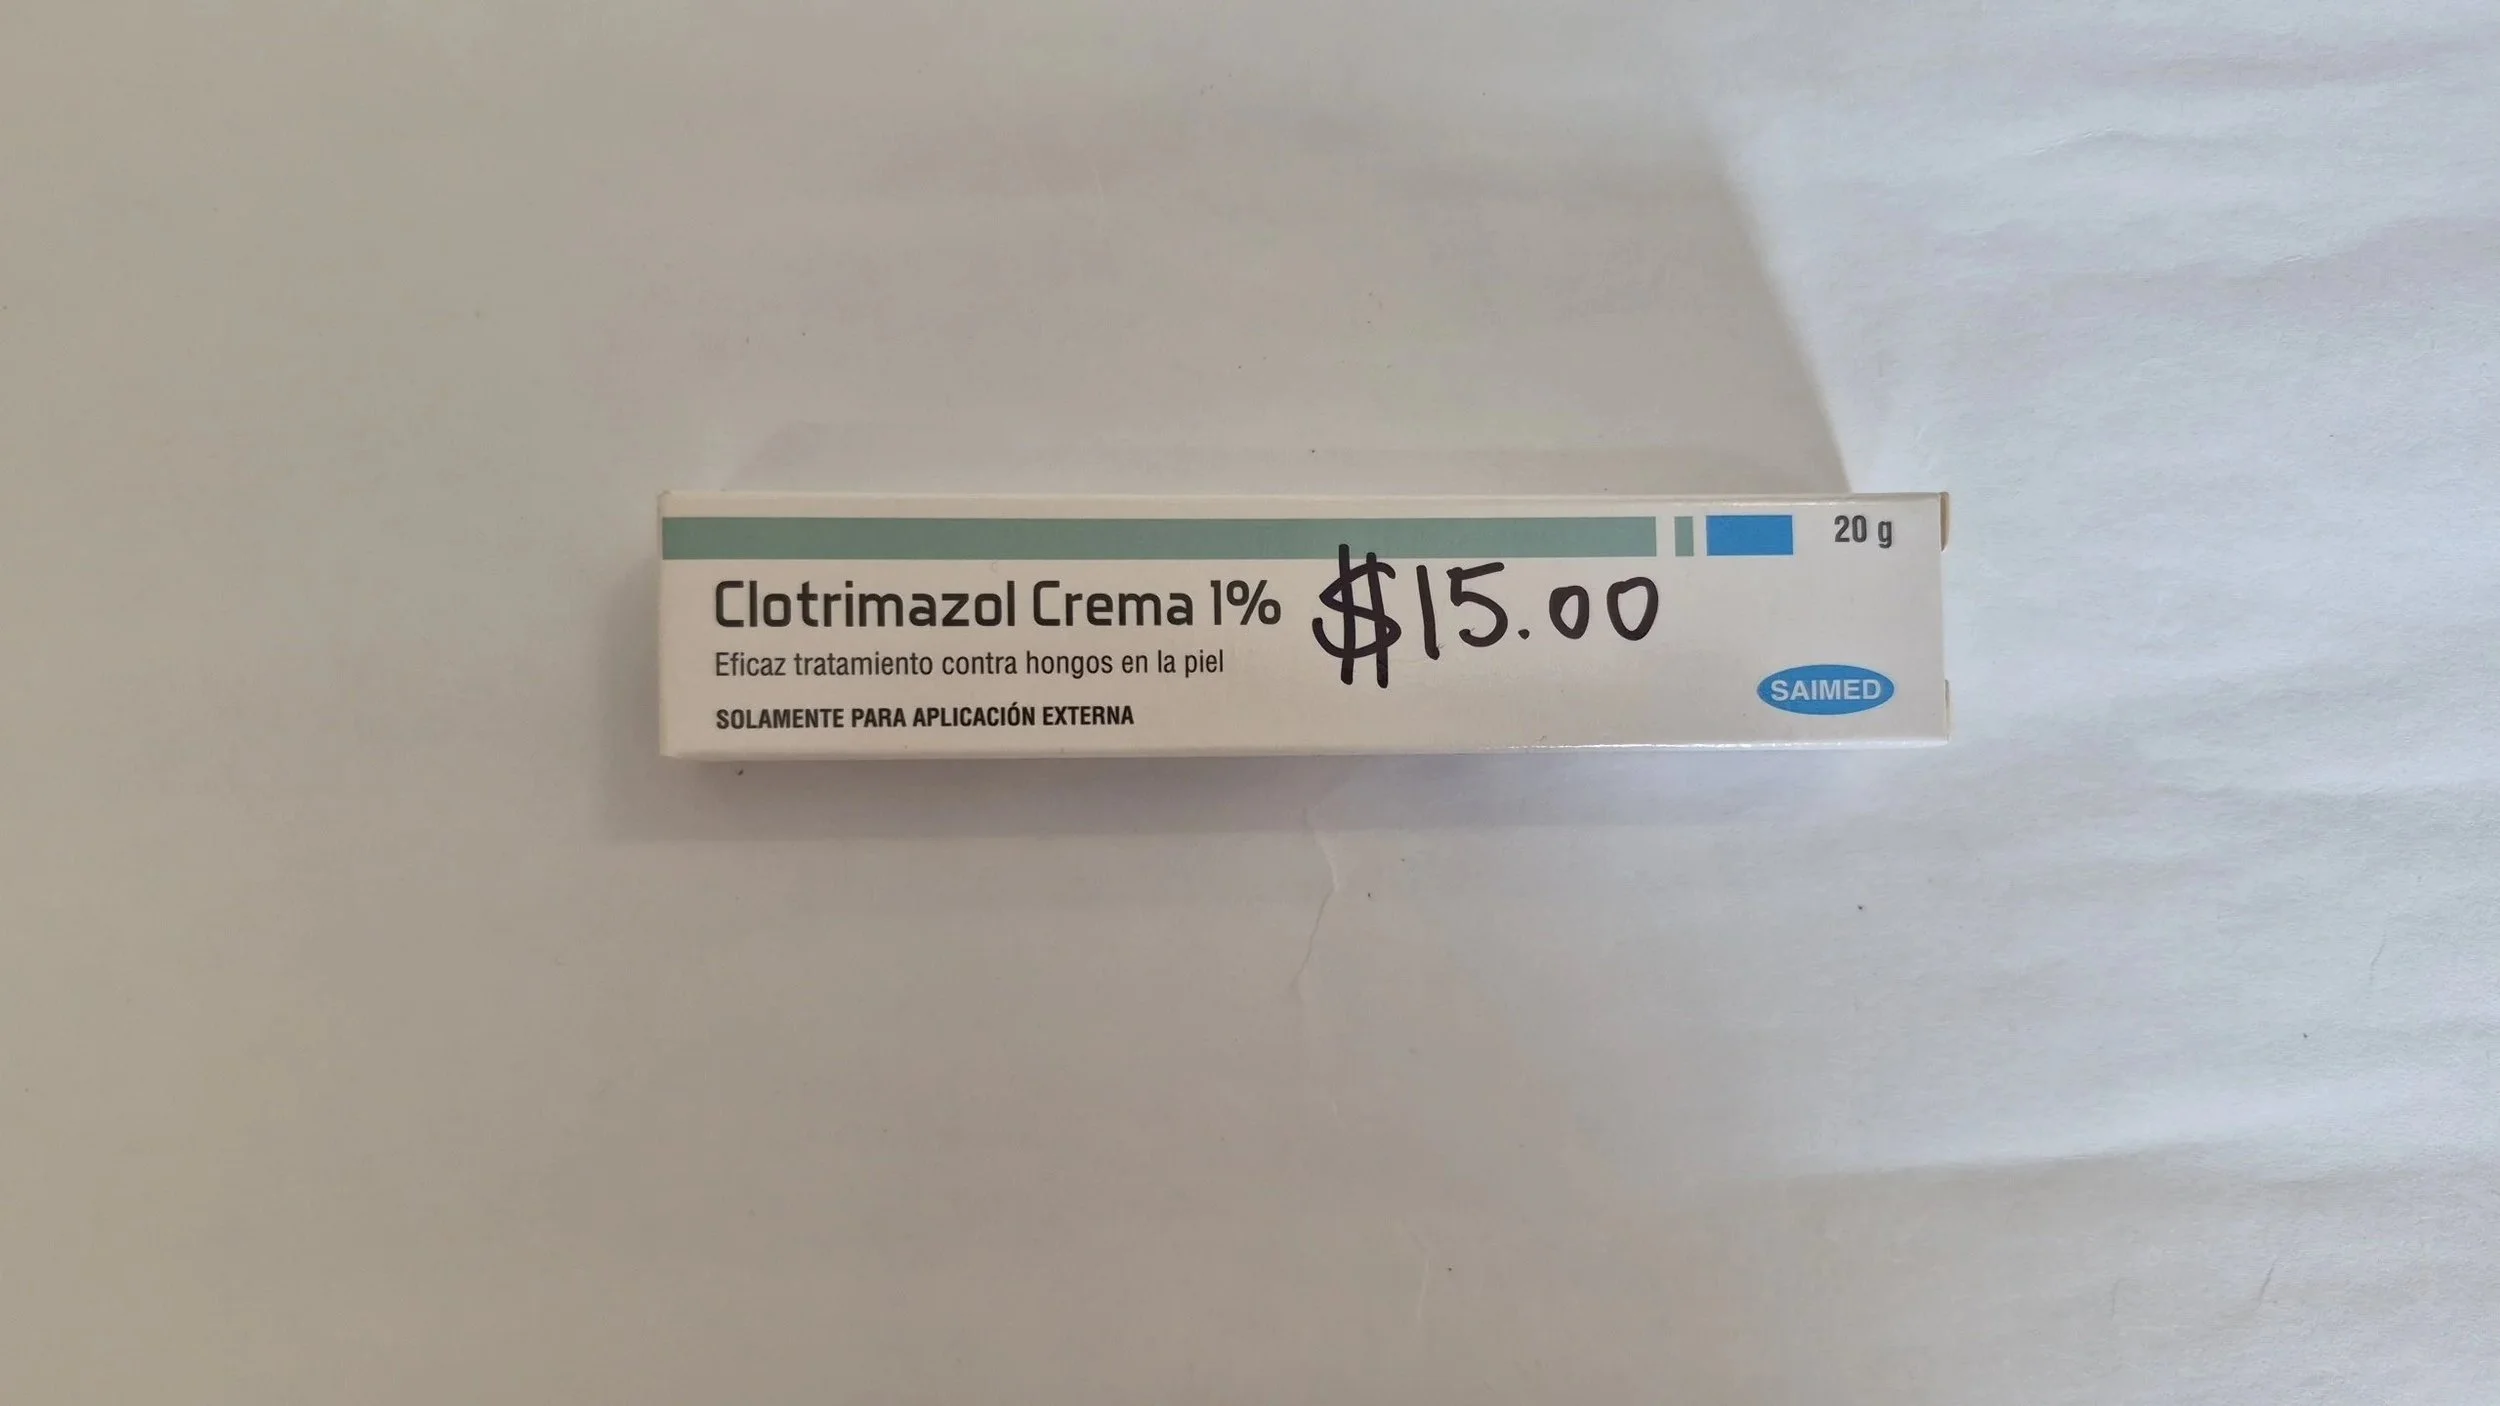 20 g
Clotrimazol Crema 1% $15.00
Eficaz tratamiento contra hongos en la piel
SAIMED
SOLAMENTE PARA APLICACIÓN EXTERNA